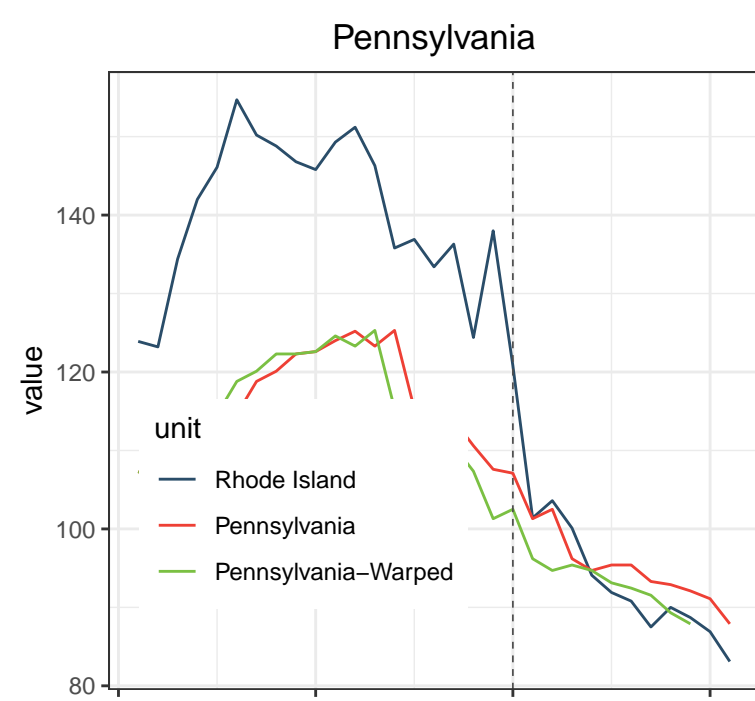 Pennsylvania
140
120
100
80
value
unit
Rhode Island
Pennsylvania
Pennsylvania−Warped